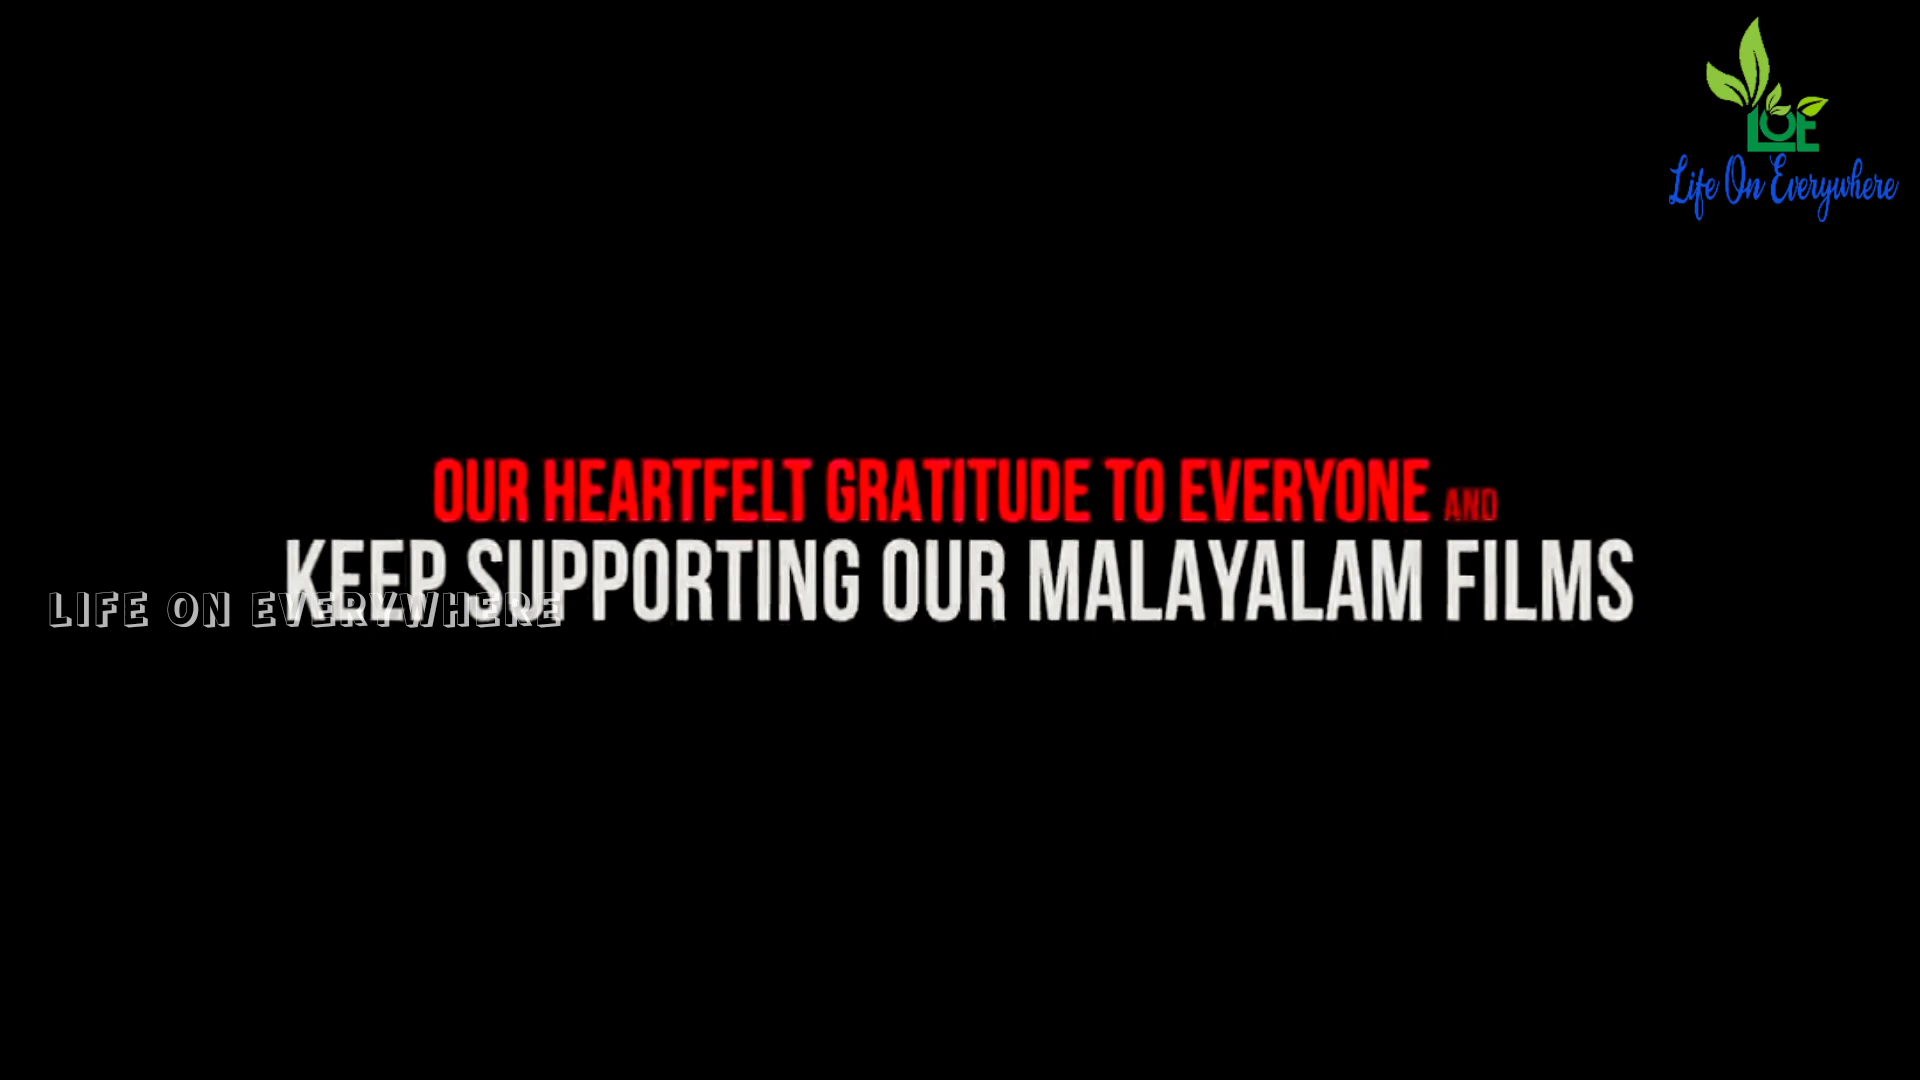 LOE
Life On Everywhere
OUR HEARTFELT GRATITUDE TO EVERYONE AND
KEEP SUPPORTING OUR MALAYALAM FILMS
LIFE ON EVERYWHERE